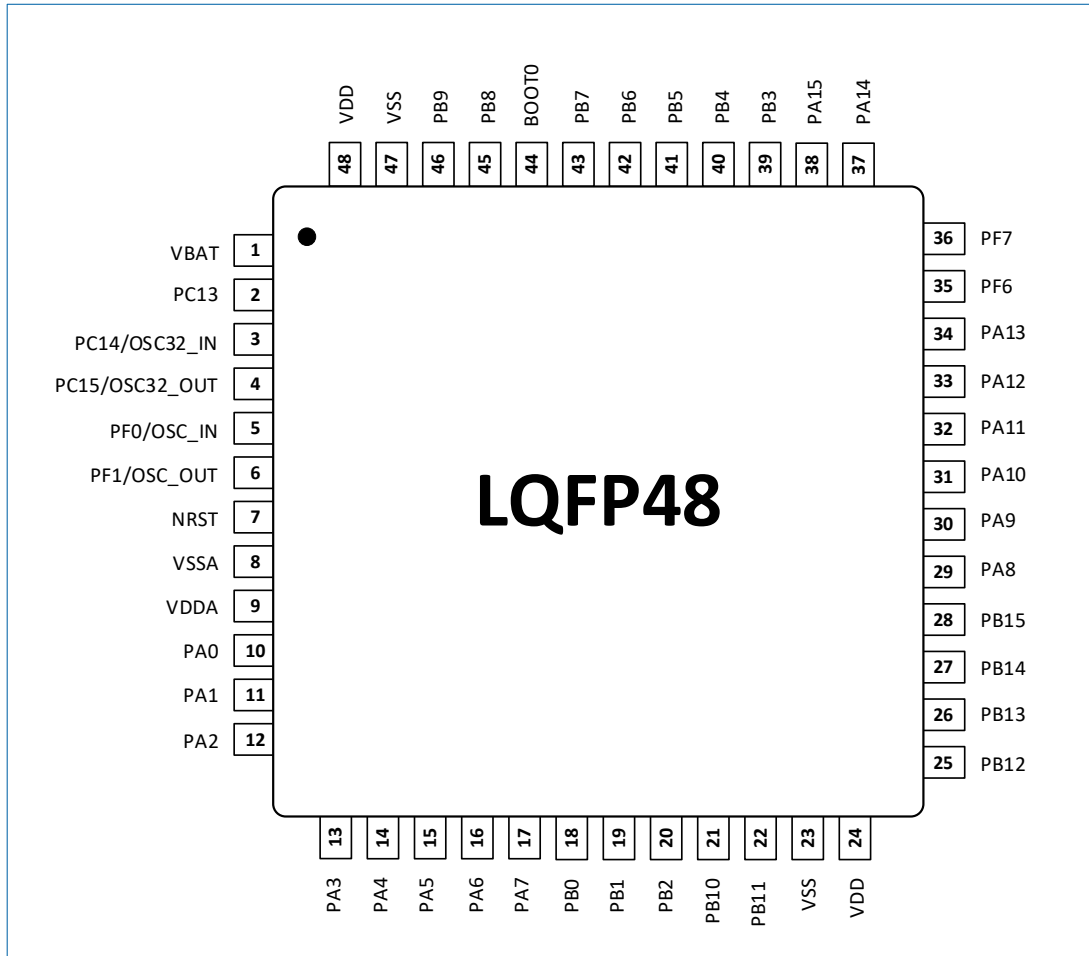 VDD VSS PB9 PB8 BOOT0 PB7 PB6 PB5 PB4 PB3 PA15 PA14
48 47 46 45 44 43 42 41 40 39 38 37
VBAT 1
PC13 2
PC14/OSC32_IN 3
PC15/OSC32_OUT 4
PF0/OSC_IN 5
PF1/OSC_OUT 6
NRST 7
VSSA 8
VDDA 9
PA0 10
PA1 11
PA2 12
LQFP48
36 PF7
35 PF6
34 PA13
33 PA12
32 PA11
31 PA10
30 PA9
29 PA8
28 PB15
27 PB14
26 PB13
25 PB12
13 14 15 16 17 18 19 20 21 22 23 24
PA3 PA4 PA5 PA6 PA7 PB0 PB1 PB2 PB10 PB11 VSS VDD